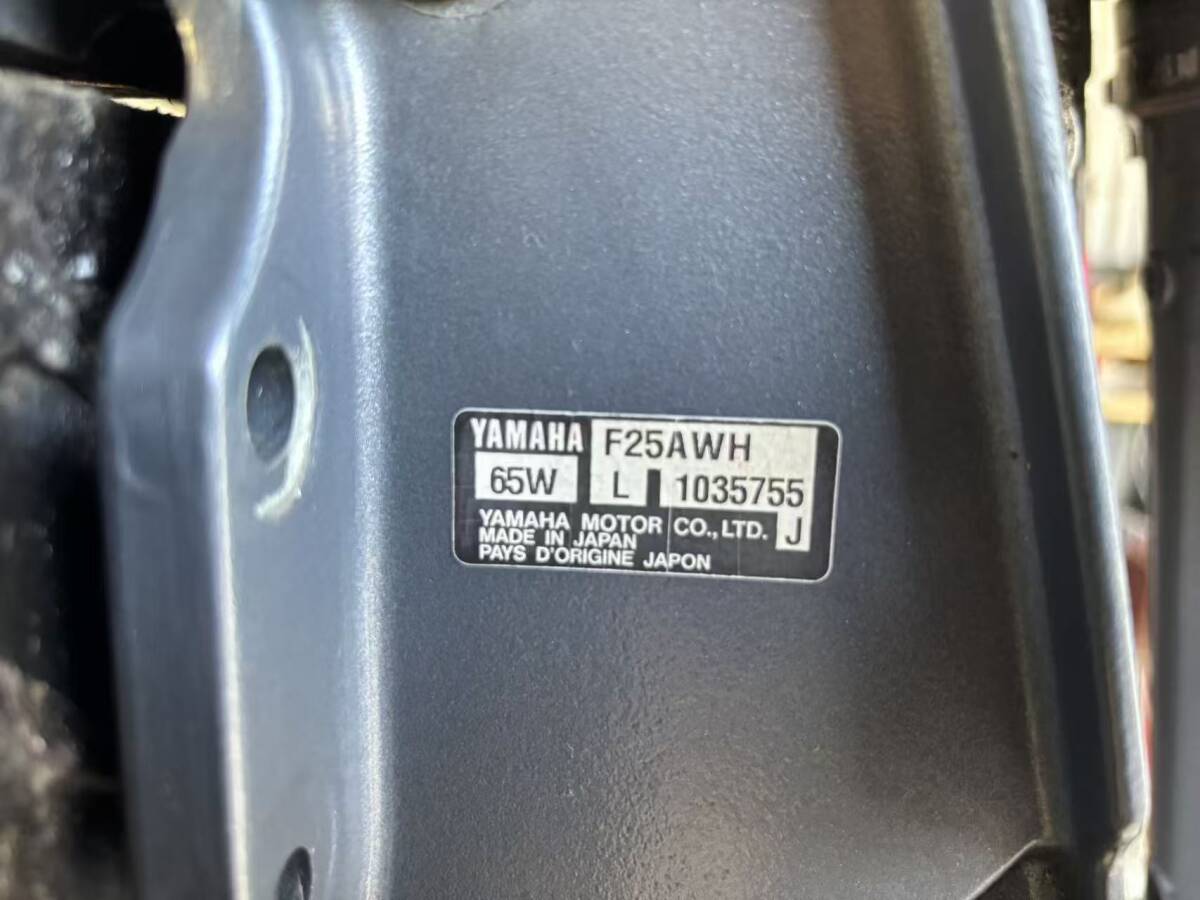 YAMAHA F25AWH
65W L 1035755
YAMAHA MOTOR CO., LTD. J
MADE IN JAPAN
PAYS D'ORIGINE JAPON